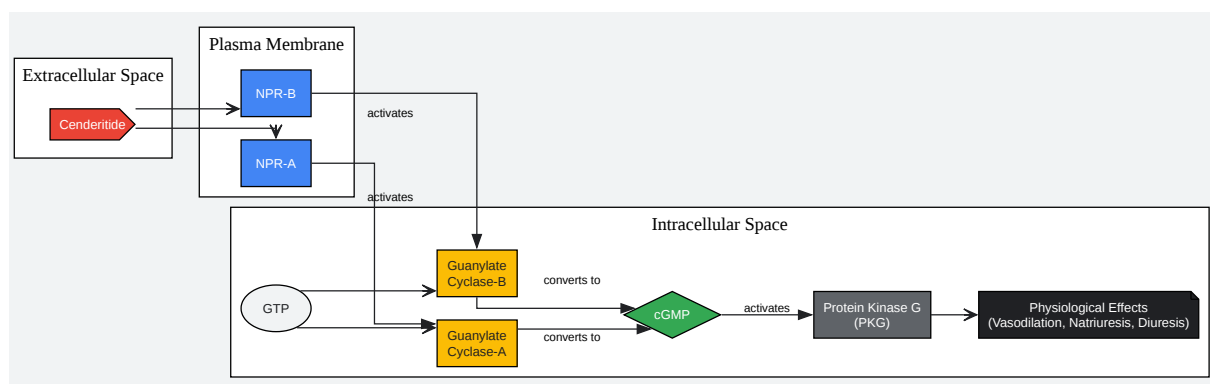 Plasma Membrane
Extracellular Space
NPR-B
activates
Cenderitide
NPR-A
activates
Intracellular Space
Guanylate
Cyclase-B
converts to
GTP
cGMP
activates
Protein Kinase G
(PKG)
Physiological Effects
(Vasodilation, Natriuresis, Diuresis)
Guanylate
Cyclase-A
converts to